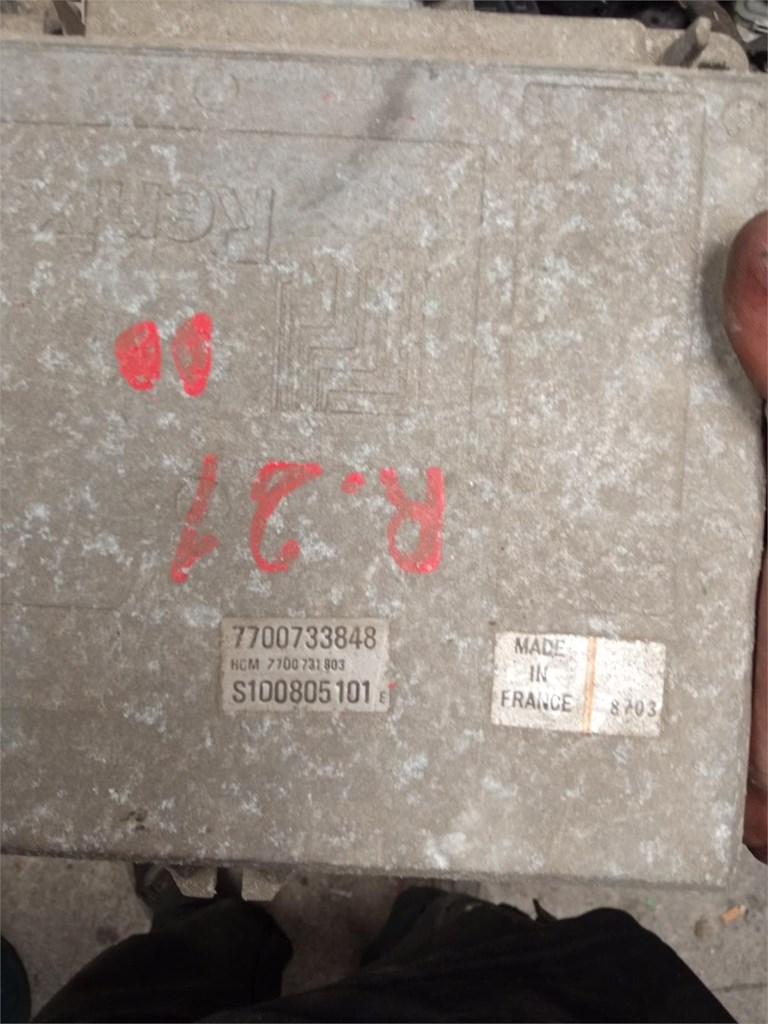 R.21
7700733848
HOM 7700731803
S100805101 E
MADE
IN
FRANCE 8703